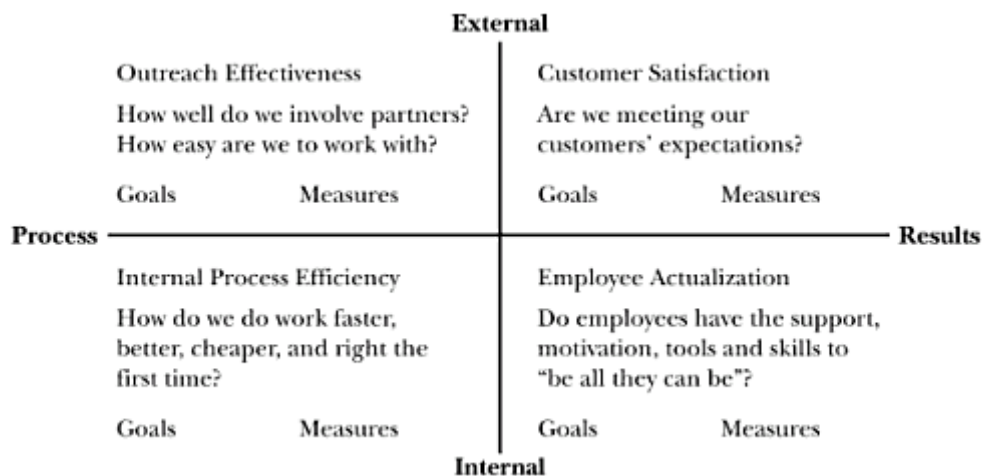 External
Outreach Effectiveness
How well do we involve partners?
How easy are we to work with?
Goals Measures
Customer Satisfaction
Are we meeting our
customers’ expectations?
Goals Measures
Process
Results
Internal Process Efficiency
How do we do work faster,
better, cheaper, and right the
first time?
Goals Measures
Employee Actualization
Do employees have the support,
motivation, tools and skills to
“be all they can be”?
Goals Measures
Internal